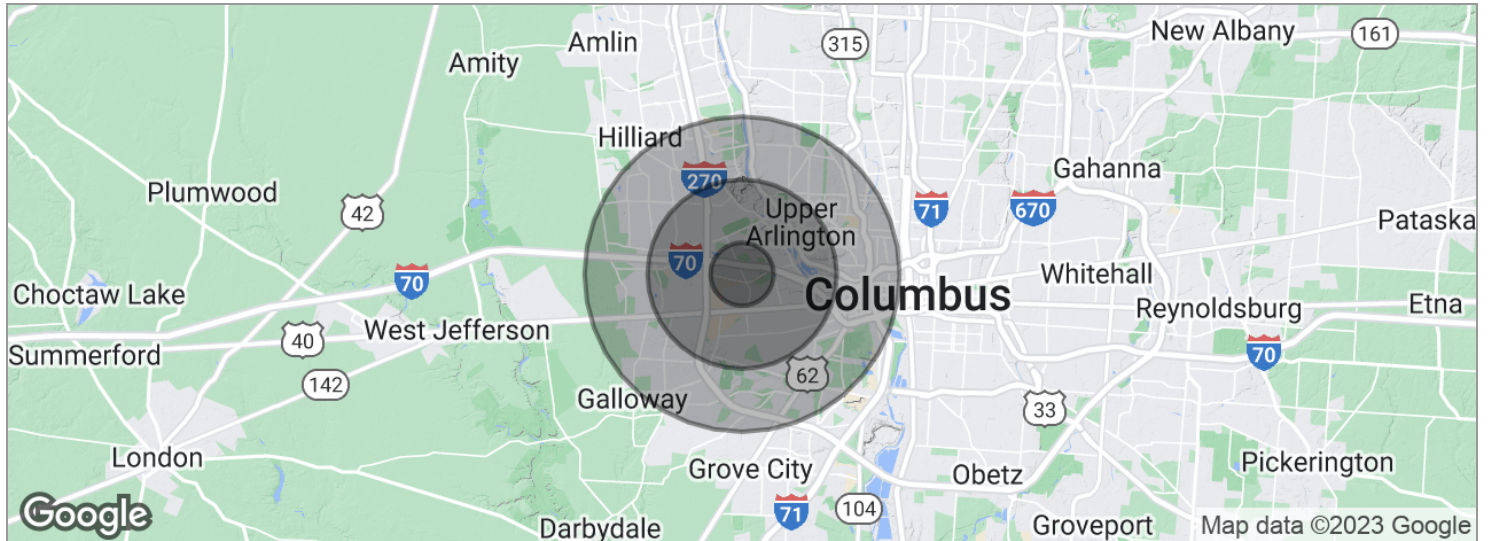 Amlin
315
New Albany
161
Amity
Hilliard
Gahanna
270
Plumwood
42
Upper
Arlington
71
670
Pataska
70
70
Whitehall
Choctaw Lake
Columbus
Reynoldsburg
Etna
West Jefferson
40
Summerford
70
142
62
Galloway
33
London
Grove City
Obetz
Pickerington
Google
71
104
Darbydale
Groveport
Map data ©2023 Google